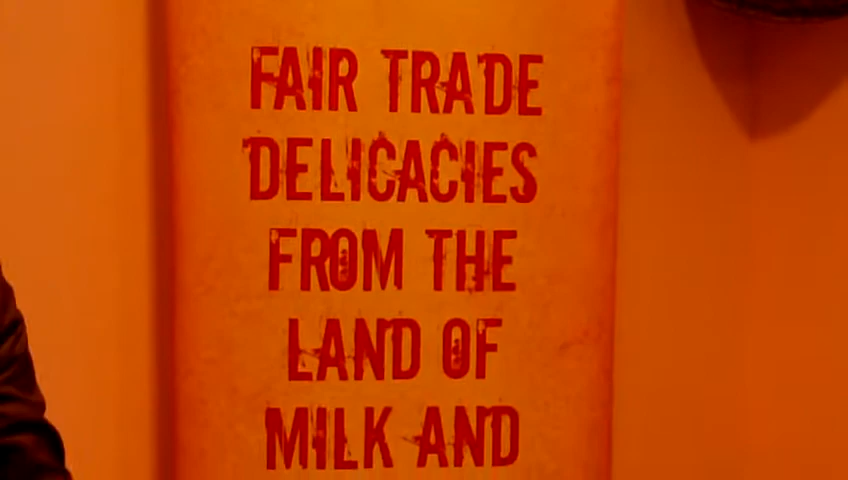 FAIR TRADE
DELICACIES
FROM THE
LAND OF
MILK AND